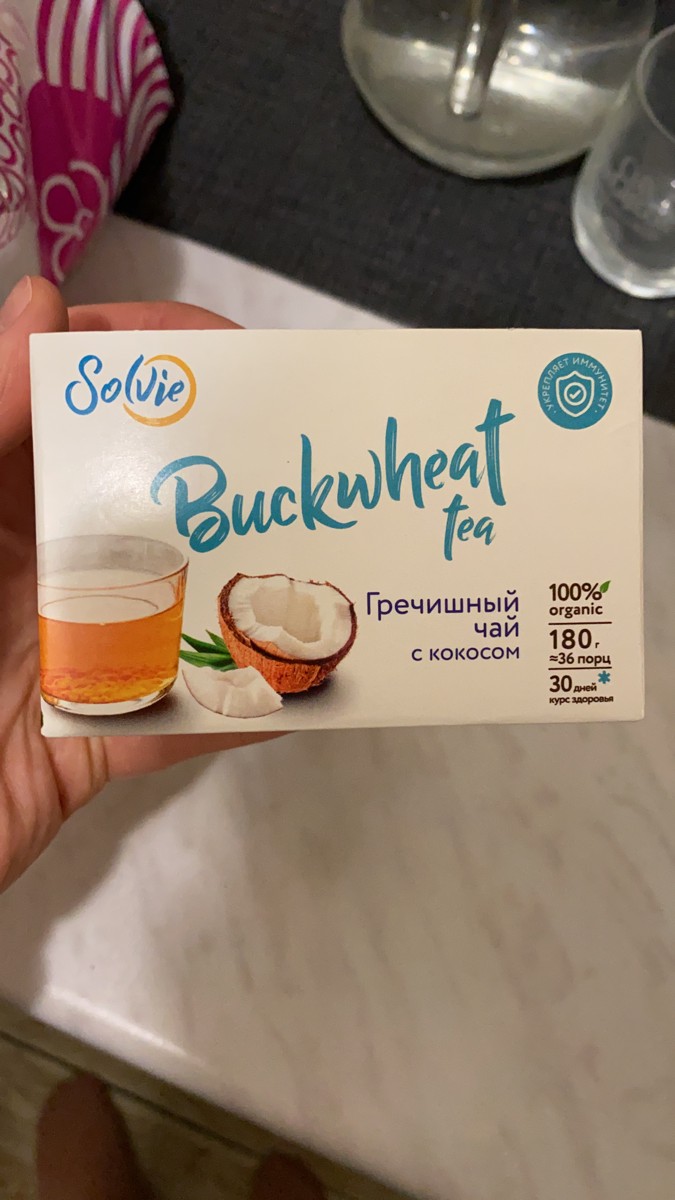 Solvie
УКРЕПЛЯЕТ ИММУНИТЕТ
Buckwheat
tea
Гречишный
чай
с кокосом
100%
organic
180 г
≈36 порц
30 дней*
курс здоровья